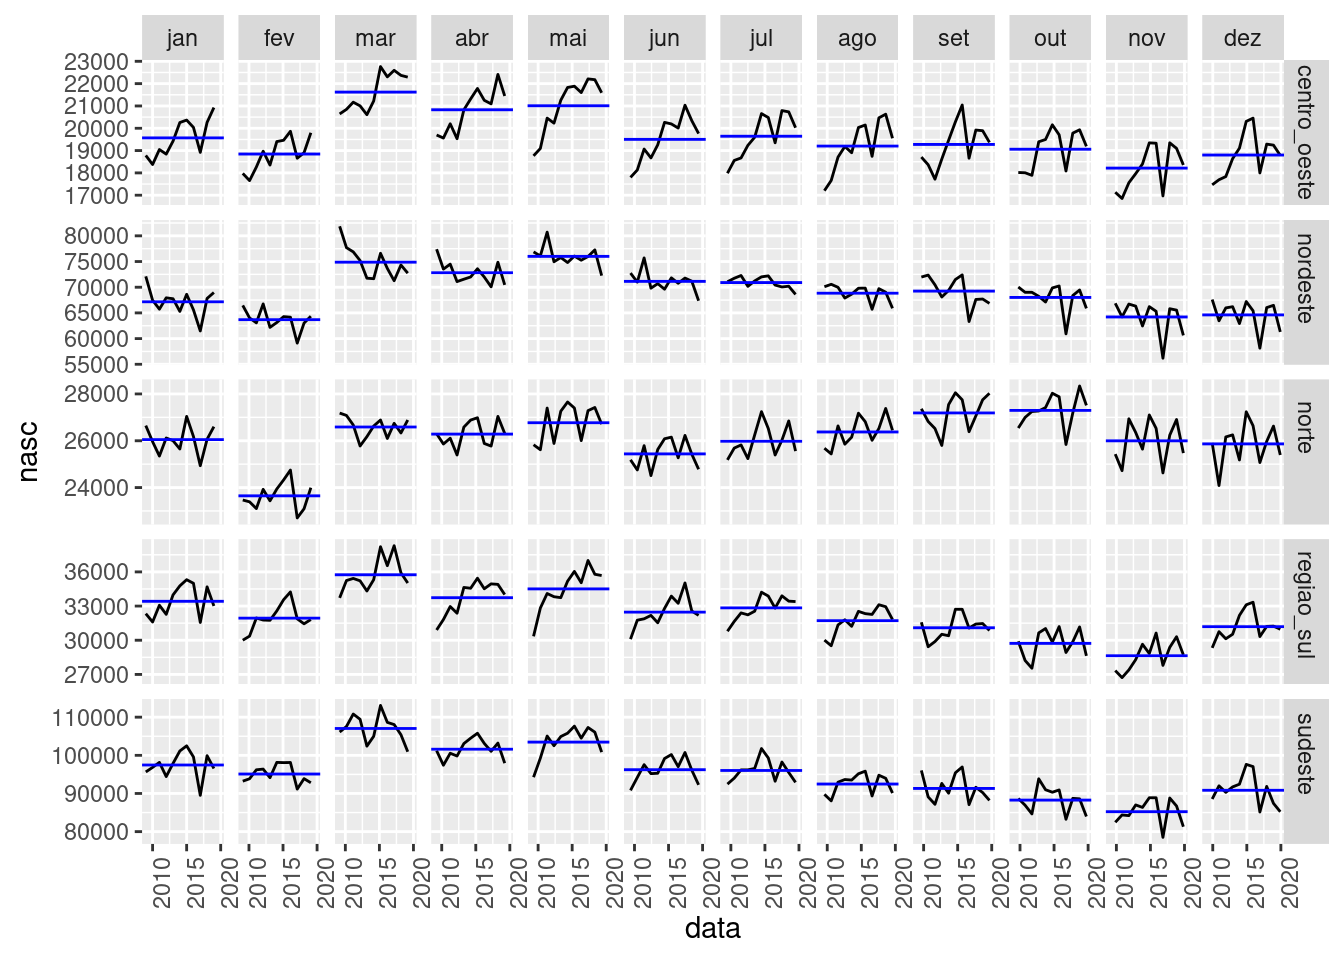 jan fev mar abr mai jun jul ago set out nov dez
23000
22000
21000
20000
19000
18000
17000
centro_oeste
80000
75000
70000
65000
60000
55000
nordeste
28000
26000
24000
norte
36000
33000
30000
27000
regiao_sul
110000
100000
90000
80000
sudeste
nasc
2010 2015 2020 2010 2015 2020 2010 2015 2020 2010 2015 2020 2010 2015 2020 2010 2015 2020 2010 2015 2020 2010 2015 2020 2010 2015 2020 2010 2015 2020 2010 2015 2020 2010 2015 2020
data